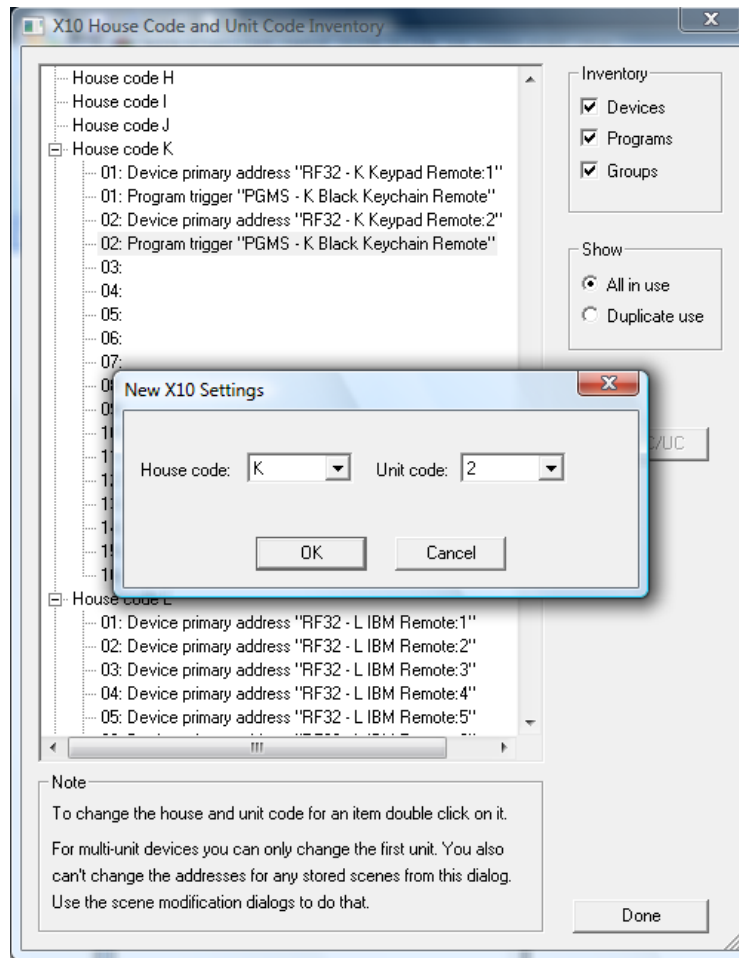 X10 House Code and Unit Code Inventory
House code H
House code I
House code J
House code K
01: Device primary address "RF32 - K Keypad Remote:1"
01: Program trigger "PGMS - K Black Keychain Remote"
02: Device primary address "RF32 - K Keypad Remote:2"
02: Program trigger "PGMS - K Black Keychain Remote"
03:
04:
05:
06:
07:
Inventory
Devices
Programs
Groups
Show
All in use
Duplicate use
C/UC
New X10 Settings
House code: K Unit code: 2
OK Cancel
House code L
01: Device primary address "RF32 - L IBM Remote:1"
02: Device primary address "RF32 - L IBM Remote:2"
03: Device primary address "RF32 - L IBM Remote:3"
04: Device primary address "RF32 - L IBM Remote:4"
05: Device primary address "RF32 - L IBM Remote:5"
Note
To change the house and unit code for an item double click on it.
For multi-unit devices you can only change the first unit. You also
can't change the addresses for any stored scenes from this dialog.
Use the scene modification dialogs to do that.
Done